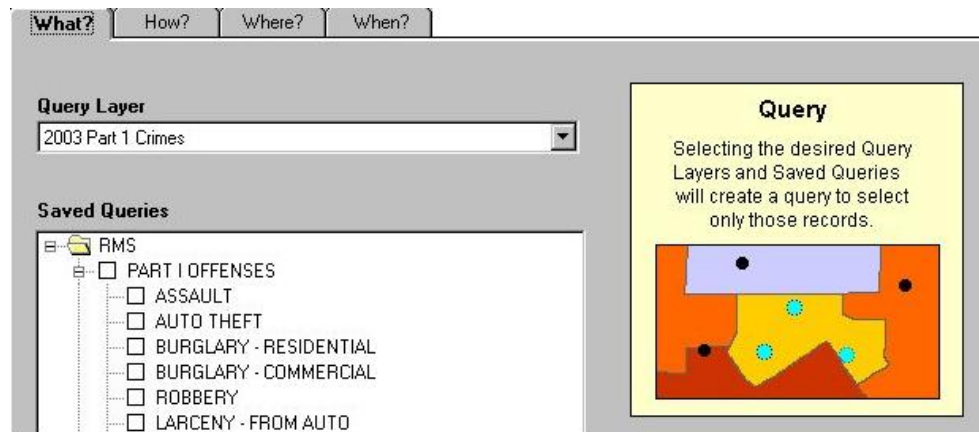 What?
How?
Where?
When?
Query Layer
2003 Part 1 Crimes
Saved Queries
RMS
PART I OFFENSES
ASSAULT
AUTO THEFT
BURGLARY - RESIDENTIAL
BURGLARY - COMMERCIAL
ROBBERY
LARCENY - FROM AUTO
Query
Selecting the desired Query
Layers and Saved Queries
will create a query to select
only those records.